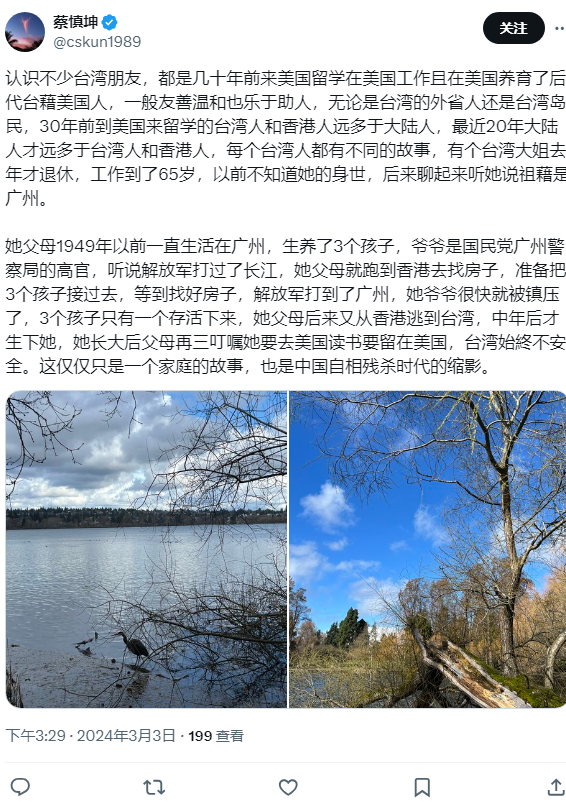 蔡慎坤
@cskun1989
关注
认识不少台湾朋友，都是几十年前来美国留学在美国工作且在美国养育了后
代台藉美国人，一般友善温和也乐于助人，无论是台湾的外省人还是台湾岛
民，30年前到美国来留学的台湾人和香港人远多于大陆人，最近20年大陆
人才远多于台湾人和香港人，每个台湾人都有不同的故事，有个台湾大姐去
年才退休，工作到了65岁，以前不知道她的身世，后来聊起来听她说祖藉是
广州。
她父母1949年以前一直生活在广州，生养了3个孩子，爷爷是国民党广州警
察局的高官，听说解放军打过了长江，她父母就跑到香港去找房子，准备把
3个孩子接过去，等到找好房子，解放军打到了广州，她爷爷很快就被镇压
了，3个孩子只有一个存活下来，她父母后来又从香港逃到台湾，中年后才
生下她，她长大后父母再三叮嘱她要去美国读书要留在美国，台湾始終不安
全。这仅仅只是一个家庭的故事，也是中国自相残杀时代的缩影。
下午3:29 · 2024年3月3日 · 199 查看